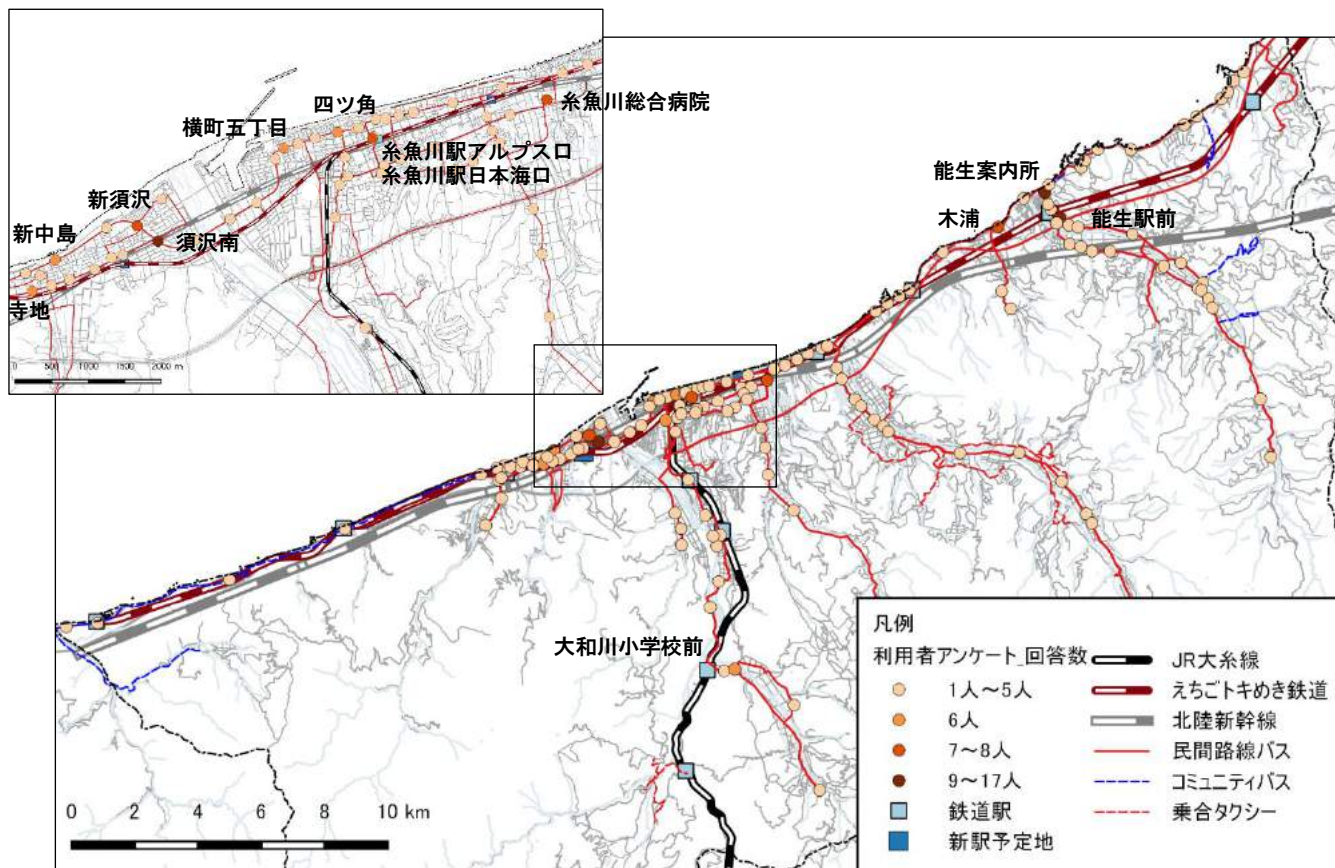 四ツ角
糸魚川総合病院
横町五丁目
糸魚川駅アルプス口
糸魚川駅日本海口
新須沢
新中島
須沢南
寺地
0 500 1000 1500 2000 m
能生案内所
木浦
能生駅前
大和川小学校前
0 2 4 6 8 10 km
凡例
利用者アンケート_回答数
1人~5人
6人
7~8人
9~17人
鉄道駅
新駅予定地
JR大糸線
えちごトキめき鉄道
北陸新幹線
民間路線バス
コミュニティバス
乗合タクシー